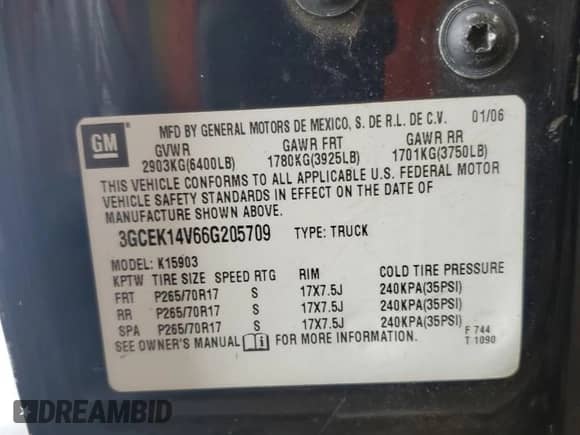 MFD BY GENERAL MOTORS DE MEXICO, S. DE R.L. DE C.V. 01/06
GM®
GVWR GAWR FRT GAWR RR
2903KG(6400LB) 1780KG(3925LB) 1701KG(3750LB)
THIS VEHICLE CONFORMS TO ALL APPLICABLE U.S. FEDERAL MOTOR
VEHICLE SAFETY STANDARDS IN EFFECT ON THE DATE OF
MANUFACTURE SHOWN ABOVE.
3GCEK14V66G205709 TYPE: TRUCK
MODEL: K15903
KPTW TIRE SIZE SPEED RTG RIM COLD TIRE PRESSURE
FRT P265/70R17 S 17X7.5J 240KPA(35PSI)
RR P265/70R17 S 17X7.5J 240KPA(35PSI)
SPA P265/70R17 S 17X7.5J 240KPA(35PSI)
SEE OWNER'S MANUAL FOR MORE INFORMATION.
F 744
T 1090
DREAMBID